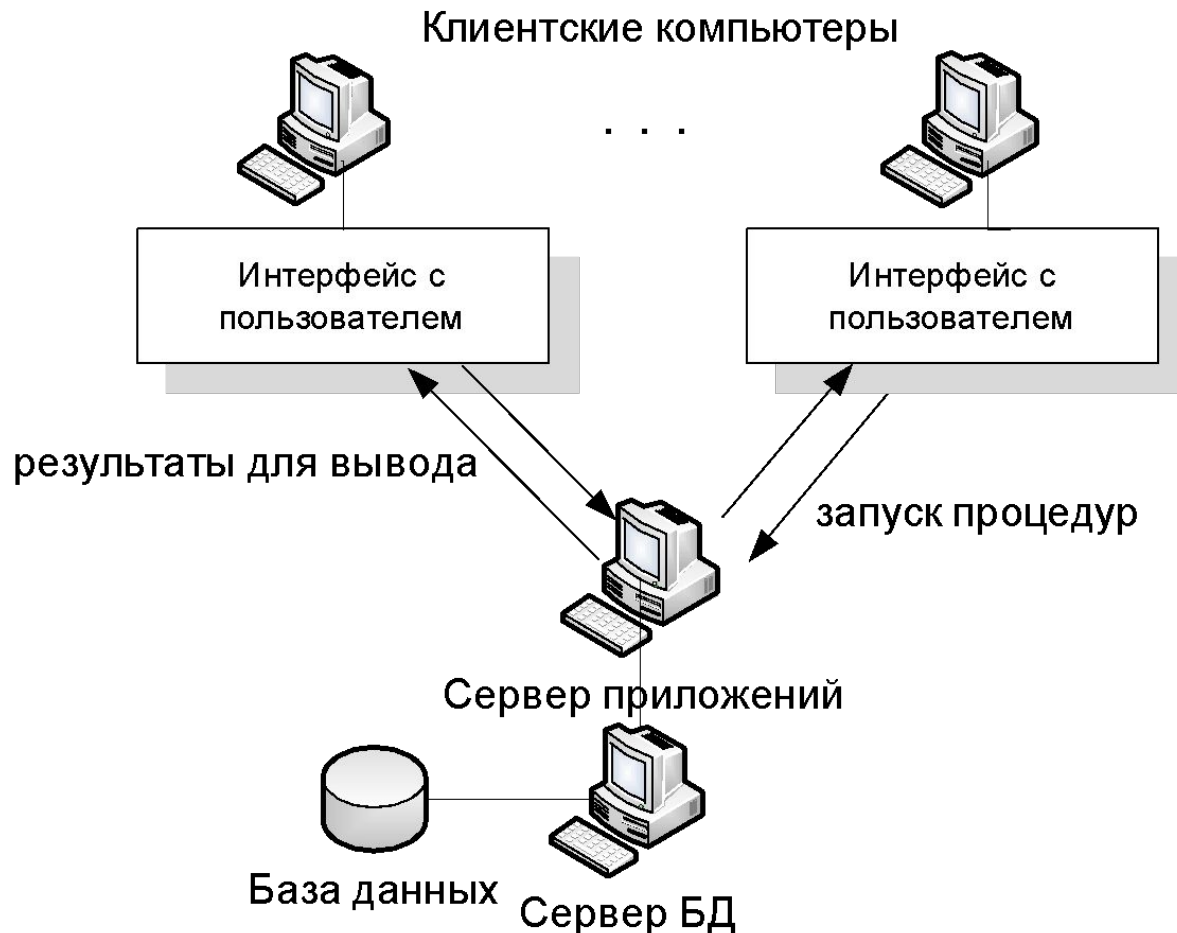 Клиентские компьютеры
. . .
Интерфейс с
пользователем
Интерфейс с
пользователем
результаты для вывода
запуск процедур
Сервер приложений
База данных
Сервер БД